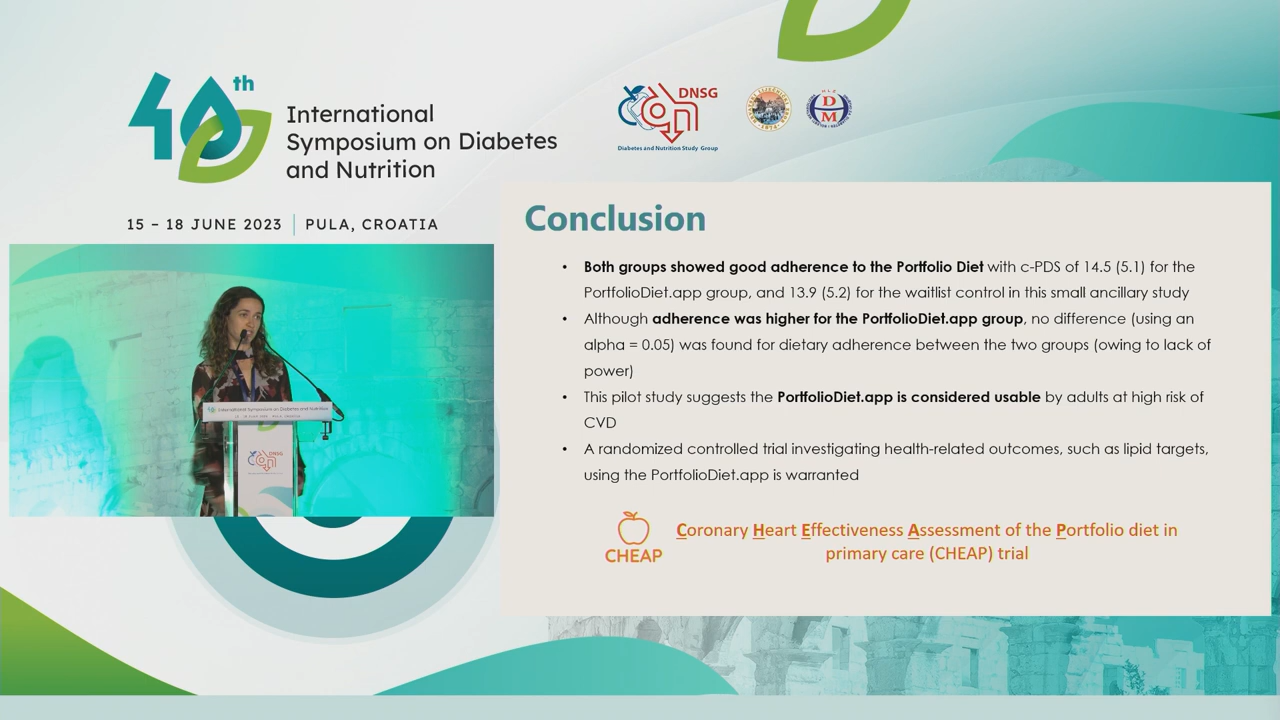 40th
International
Symposium on Diabetes
and Nutrition
15 – 18 JUNE 2023 | PULA, CROATIA
DNSG
Diabetes and Nutrition Study Group
Conclusion
• Both groups showed good adherence to the Portfolio Diet with c-PDS of 14.5 (5.1) for the
PortfolioDiet.app group, and 13.9 (5.2) for the waitlist control in this small ancillary study
• Although adherence was higher for the PortfolioDiet.app group, no difference (using an
alpha = 0.05) was found for dietary adherence between the two groups (owing to lack of
power)
• This pilot study suggests the PortfolioDiet.app is considered usable by adults at high risk of
CVD
• A randomized controlled trial investigating health-related outcomes, such as lipid targets,
using the PortfolioDiet.app is warranted
CHEAP
Coronary Heart Effectiveness Assessment of the Portfolio diet in
primary care (CHEAP) trial
International Symposium on Diabetes and Nutrition
DNSG